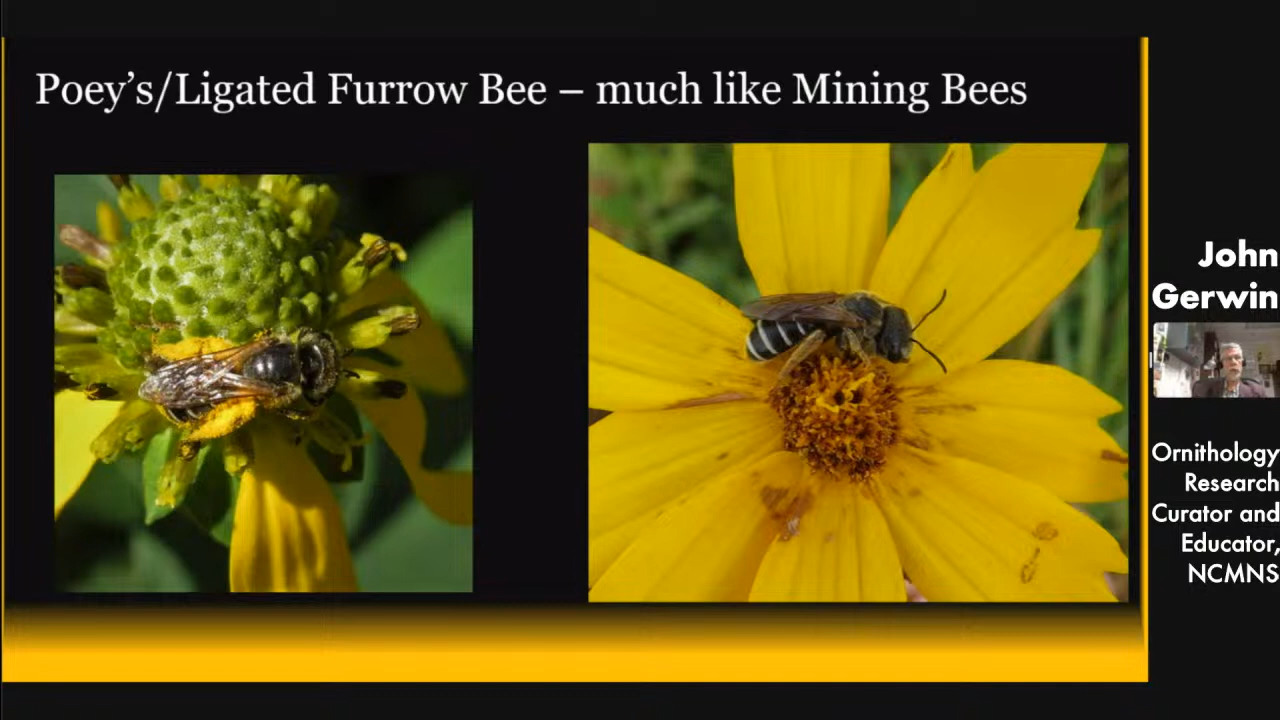 Poey’s/Ligated Furrow Bee – much like Mining Bees
John
Gerwin
Ornithology
Research
Curator and
Educator,
NCMNS